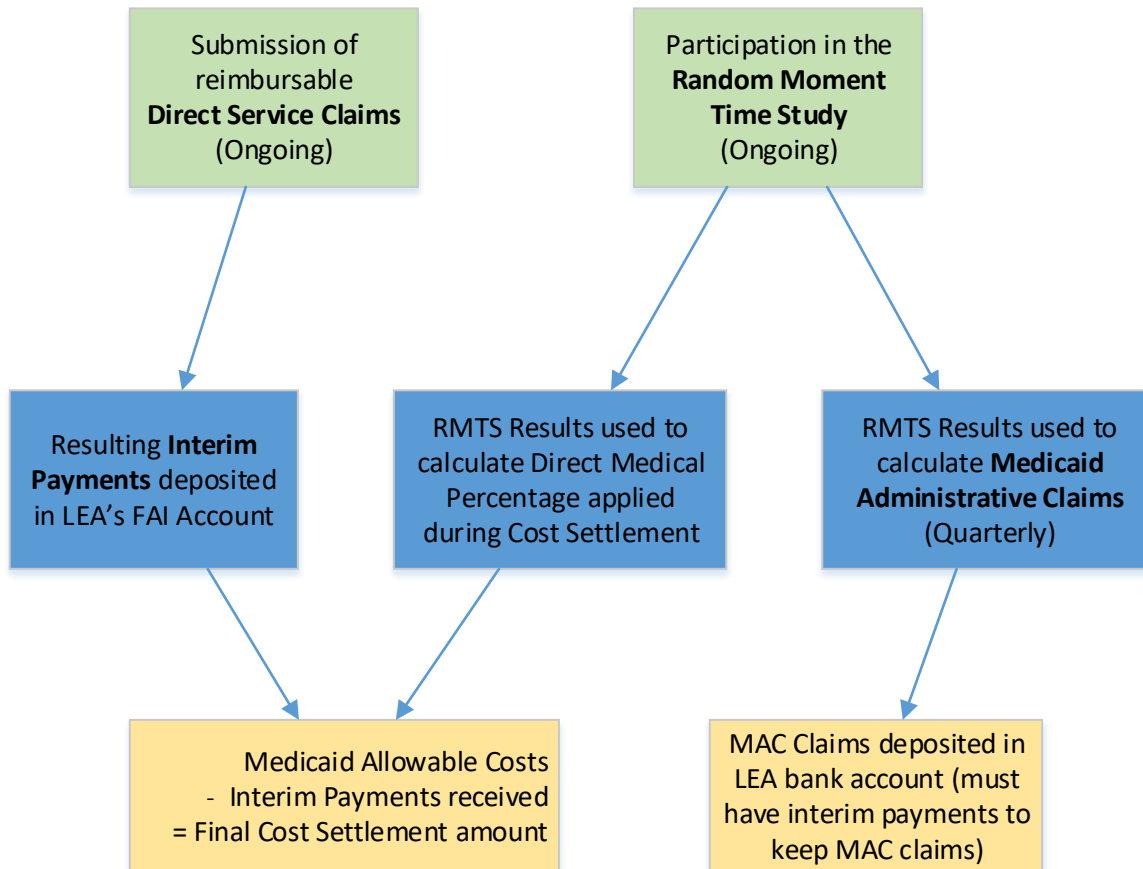 Submission of
reimbursable
Direct Service Claims
(Ongoing)
Participation in the
Random Moment
Time Study
(Ongoing)
Resulting Interim
Payments deposited
in LEA’s FAI Account
RMTS Results used to
calculate Direct Medical
Percentage applied
during Cost Settlement
RMTS Results used to
calculate Medicaid
Administrative Claims
(Quarterly)
Medicaid Allowable Costs
- Interim Payments received
= Final Cost Settlement amount
MAC Claims deposited in
LEA bank account (must
have interim payments to
keep MAC claims)